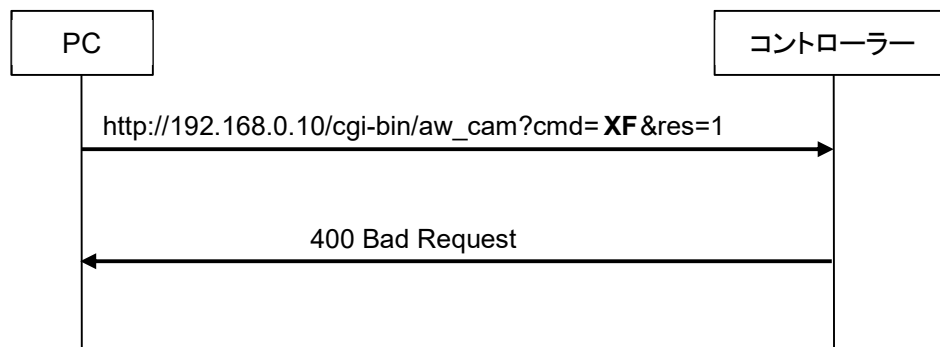 PC
コントローラー
http://192.168.0.10/cgi-bin/aw_cam?cmd= XF &res=1
400 Bad Request